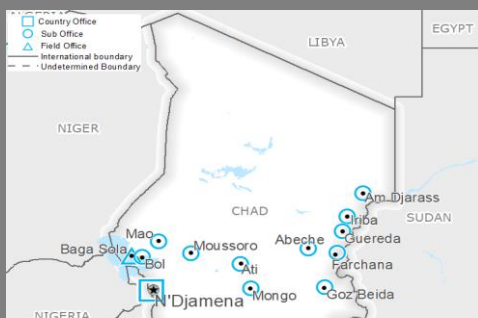 ALGERIA
Country Office
Sub Office
Field Office
International boundary
Undetermined Boundary
LIBYA
EGYPT
NIGER
CHAD
SUDAN
Am Djarass
Iriba
Guereda
Mao
Baga Sola
Bol
Moussoro
Abeche
Farchana
Ati
N'Djamena
Mongo
Goz Beida
NIGERIA